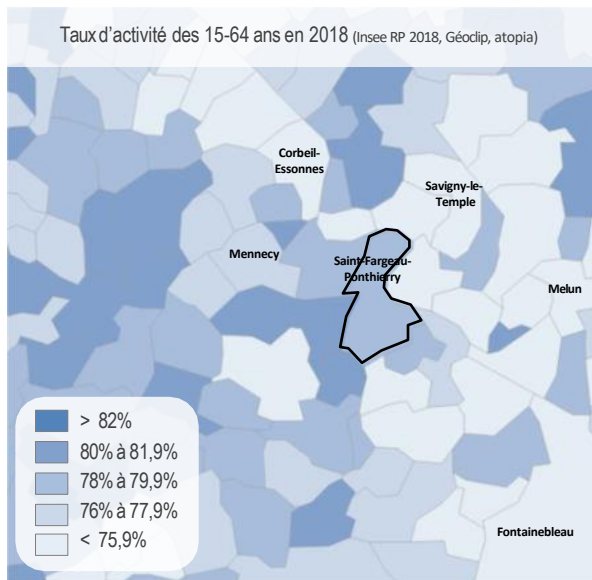 Taux d'activité des 15-64 ans en 2018 (Insee RP 2018, Géoclip, atopia)
Corbeil-
Essonnes
Savigny-le-
Temple
Mennecy
Saint-Fargeau-
Ponthierry
Melun
> 82%
80% à 81,9%
78% à 79,9%
76% à 77,9%
< 75,9%
Fontainebleau